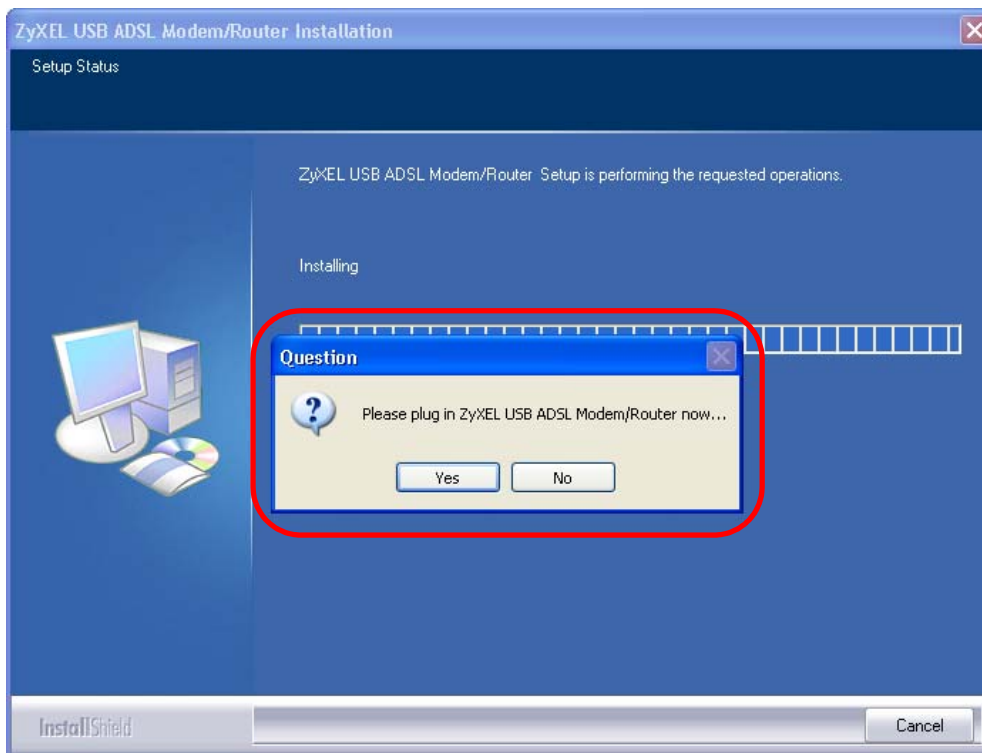 ZyXEL USB ADSL Modem/Router Installation
Setup Status
ZyXEL USB ADSL Modem/Router Setup is performing the requested operations.
Installing
Question
Please plug in ZyXEL USB ADSL Modem/Router now...
Yes
No
InstallShield
Cancel